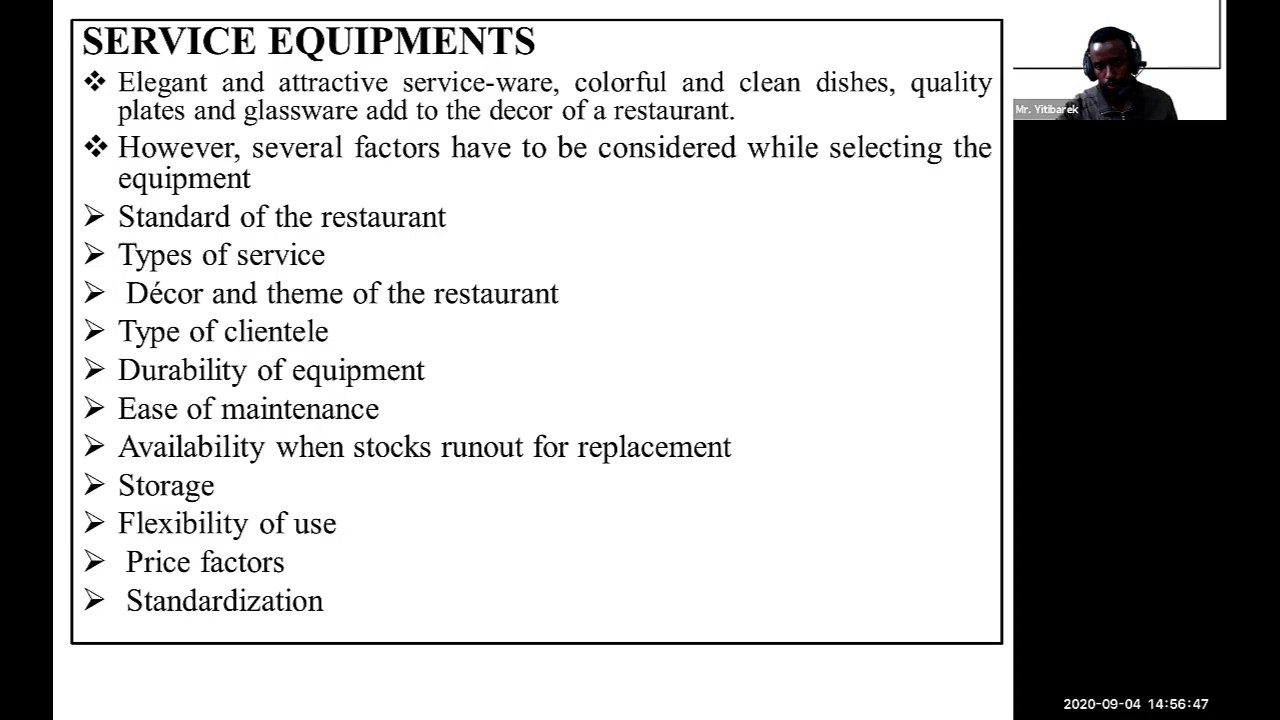 SERVICE EQUIPMENTS
❖ Elegant and attractive service-ware, colorful and clean dishes, quality
plates and glassware add to the decor of a restaurant.
❖ However, several factors have to be considered while selecting the
equipment
➢ Standard of the restaurant
➢ Types of service
➢ Décor and theme of the restaurant
➢ Type of clientele
➢ Durability of equipment
➢ Ease of maintenance
➢ Availability when stocks runout for replacement
➢ Storage
➢ Flexibility of use
➢ Price factors
➢ Standardization
Mr. Yitibarek
2020-09-04 14:56:47